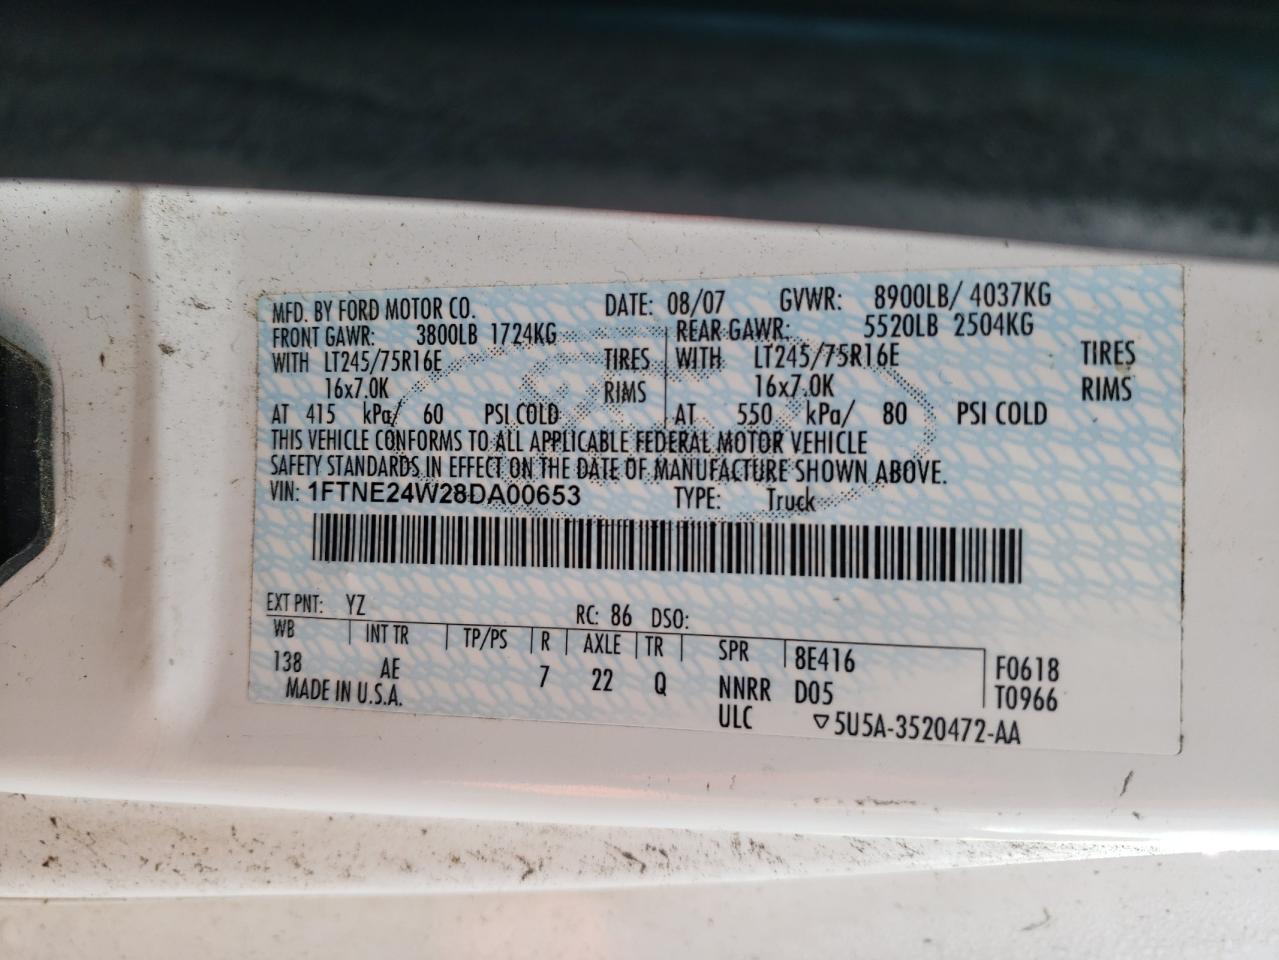 MFD. BY FORD MOTOR CO. DATE: 08/07 GVWR: 8900LB/ 4037KG
FRONT GAWR: 3800LB 1724KG REAR GAWR: 5520LB 2504KG
WITH LT245/75R16E TIRES WITH LT245/75R16E TIRES
16x7.0K RIMS 16x7.0K RIMS
AT 415 kPa/ 60 PSI COLD AT 550 kPa/ 80 PSI COLD
THIS VEHICLE CONFORMS TO ALL APPLICABLE FEDERAL MOTOR VEHICLE
SAFETY STANDARDS IN EFFECT ON THE DATE OF MANUFACTURE SHOWN ABOVE.
VIN: 1FTNE24W28DA00653 TYPE: Truck
EXT PNT: YZ RC: 86 DSO:
WB INT TR TP/PS R AXLE TR SPR 8E416 F0618
138 AE 7 22 Q NNRR D05 T0966
MADE IN U.S.A. ULC ▽5U5A-3520472-AA